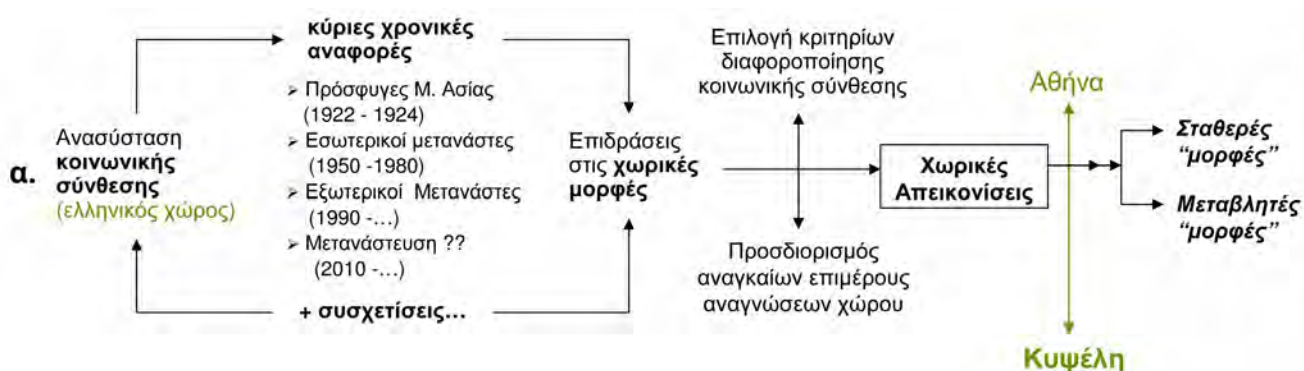 α.
Ανασύσταση
κοινωνικής
σύνθεσης
(ελληνικός χώρος)
κύριες χρονικές
αναφορές
➢ Πρόσφυγες Μ. Ασίας
(1922 - 1924)
➢ Εσωτερικοί μετανάστες
(1950 -1980)
➢ Εξωτερικοί Μετανάστες
(1990 -...)
➢ Μετανάστευση ??
(2010 -...)
+ συσχετίσεις...
Επιδράσεις
στις χωρικές
μορφές
Επιλογή κριτηρίων
διαφοροποίησης
κοινωνικής σύνθεσης
Προσδιορισμός
αναγκαίων επιμέρους
αναγνώσεων χώρου
Χωρικές
Απεικονίσεις
Αθήνα
Κυψέλη
Σταθερές
“μορφές”
Μεταβλητές
“μορφές”